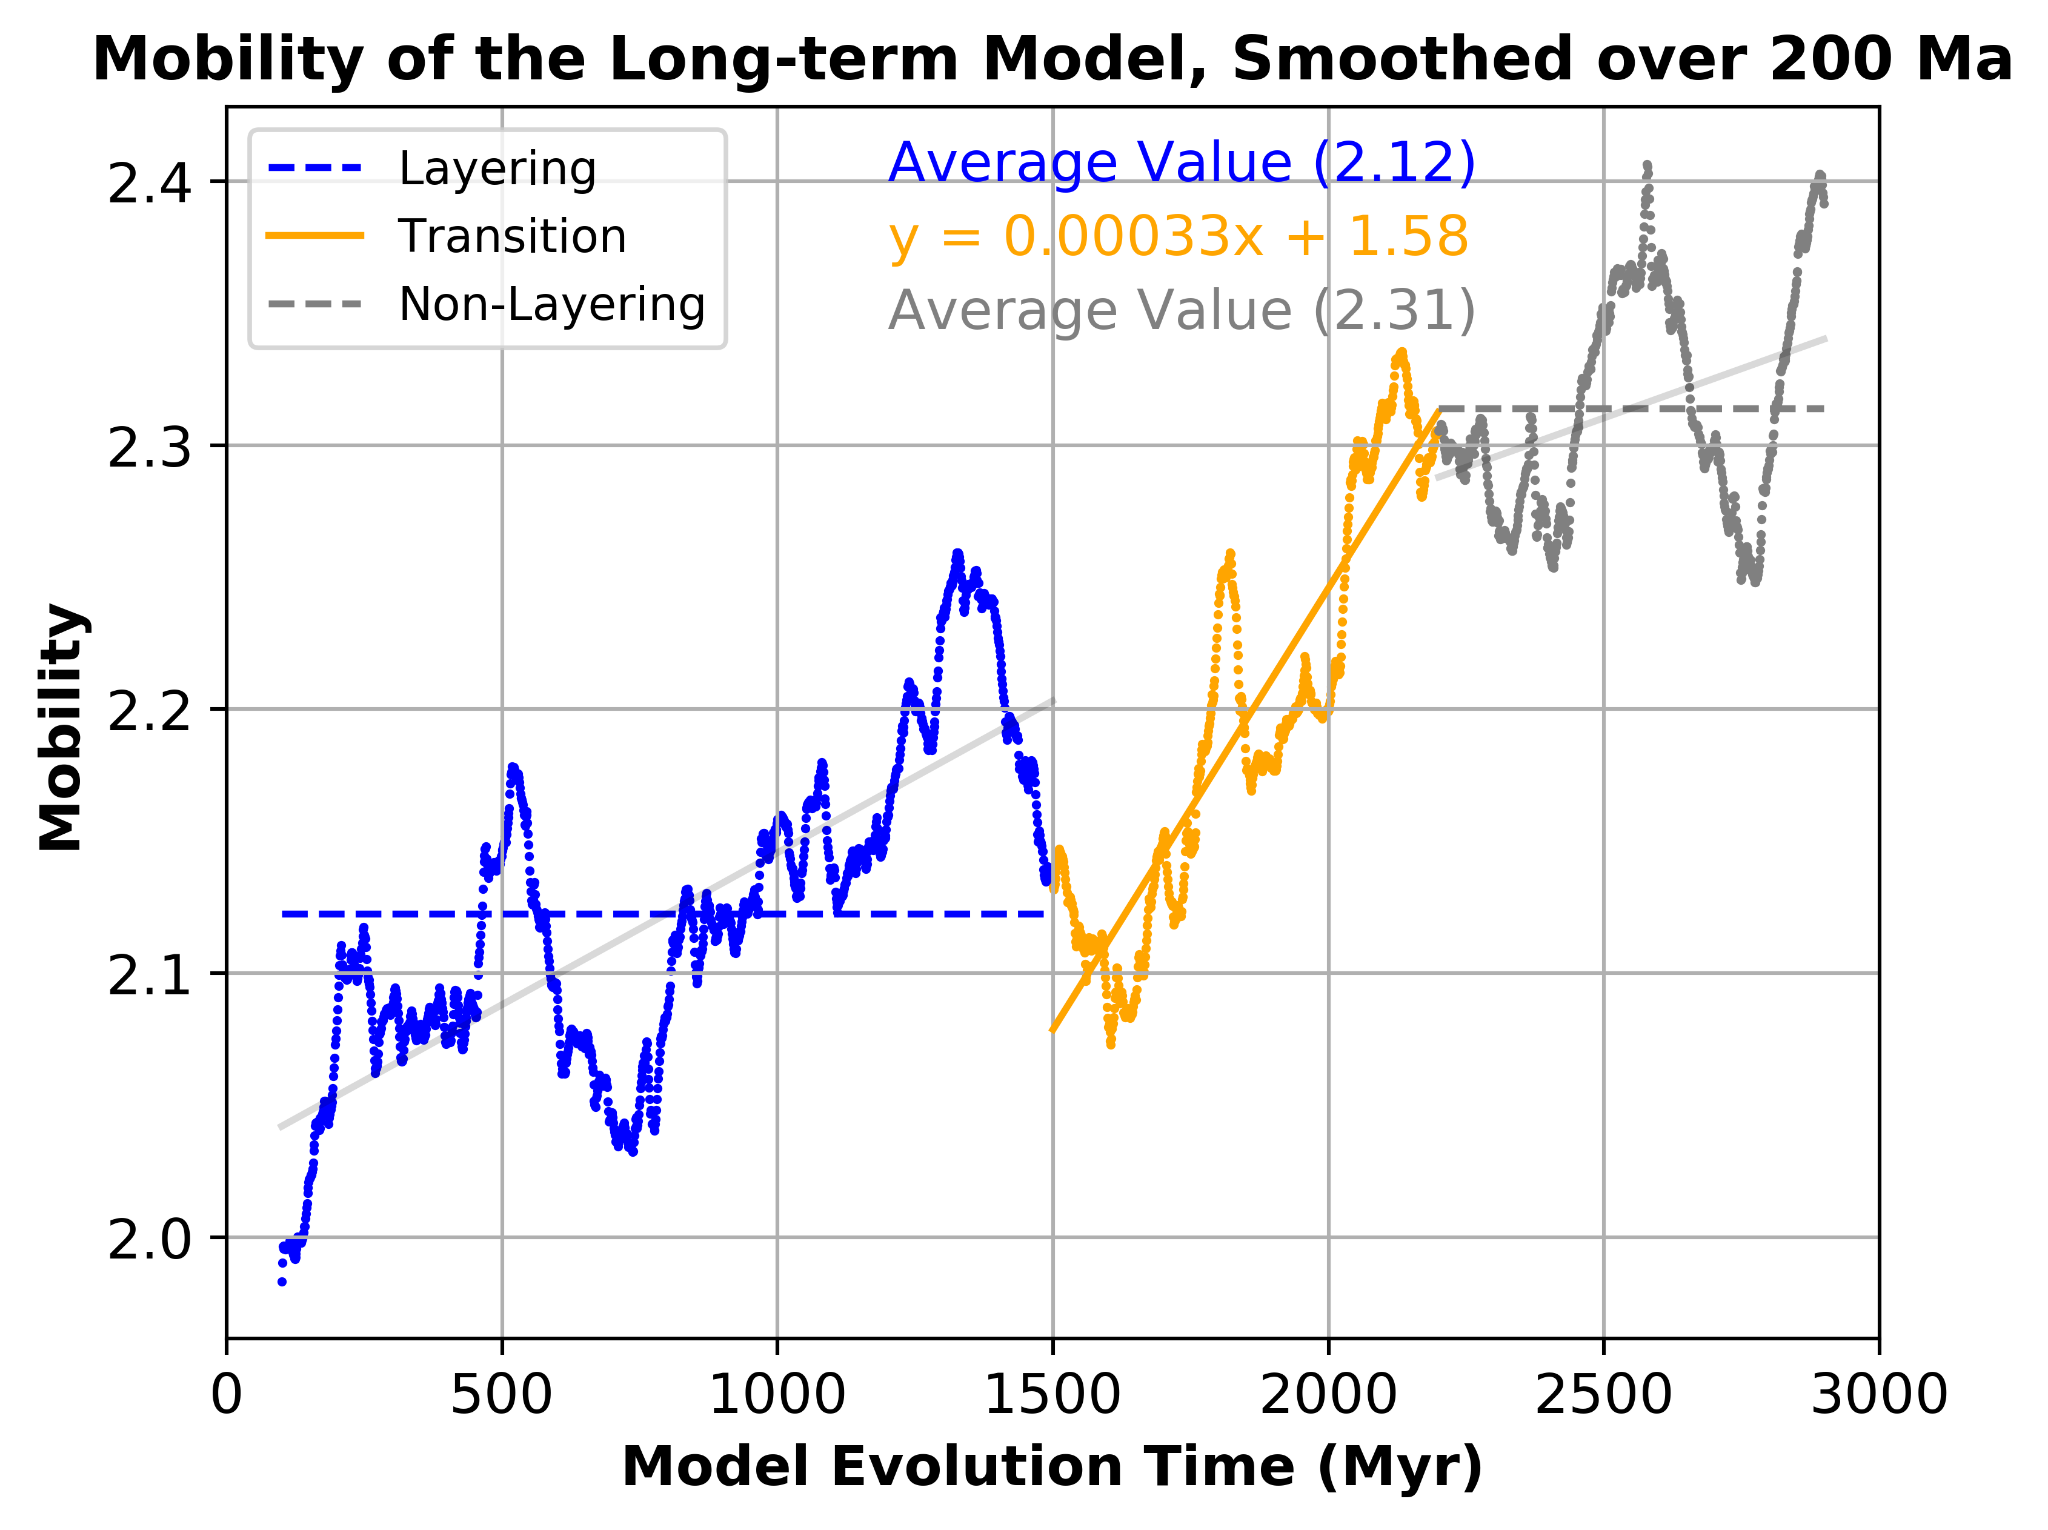 Mobility of the Long-term Model, Smoothed over 200 Ma
Layering
Transition
Non-Layering
Average Value (2.12)
y = 0.00033x + 1.58
Average Value (2.31)
Mobility
2.4
2.3
2.2
2.1
2.0
0 500 1000 1500 2000 2500 3000
Model Evolution Time (Myr)